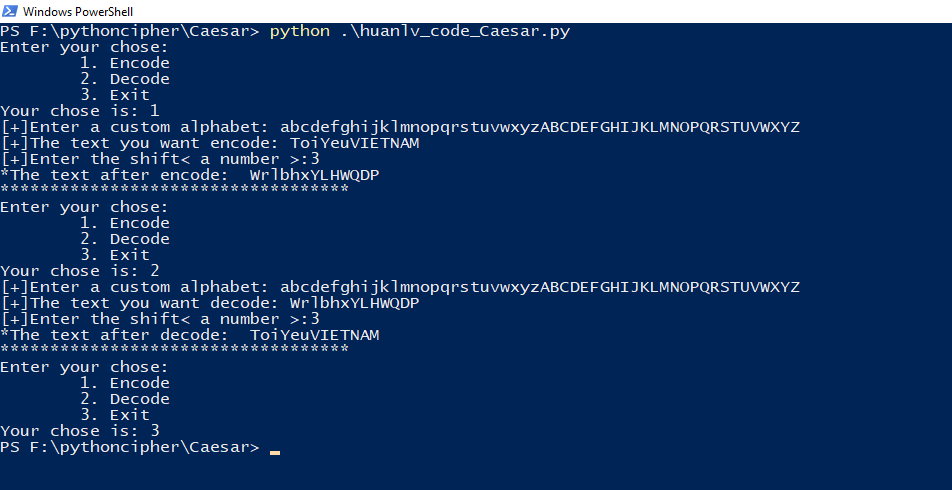 Windows PowerShell
PS F:\pythoncipher\Caesar> python .\huanlv_code_Caesar.py
Enter your chose:
        1. Encode
        2. Decode
        3. Exit
Your chose is: 1
[+]Enter a custom alphabet: abcdefghijklmnopqrstuvwxyzABCDEFGHIJKLMNOPQRSTUVWXYZ
[+]The text you want encode: ToiYeuVIETNAM
[+]Enter the shift< a number >:3
*The text after encode:  WrlbhxYLHWQDP
***********************************
Enter your chose:
        1. Encode
        2. Decode
        3. Exit
Your chose is: 2
[+]Enter a custom alphabet: abcdefghijklmnopqrstuvwxyzABCDEFGHIJKLMNOPQRSTUVWXYZ
[+]The text you want decode: WrlbhxYLHWQDP
[+]Enter the shift< a number >:3
*The text after decode:  ToiYeuVIETNAM
***********************************
Enter your chose:
        1. Encode
        2. Decode
        3. Exit
Your chose is: 3
PS F:\pythoncipher\Caesar>